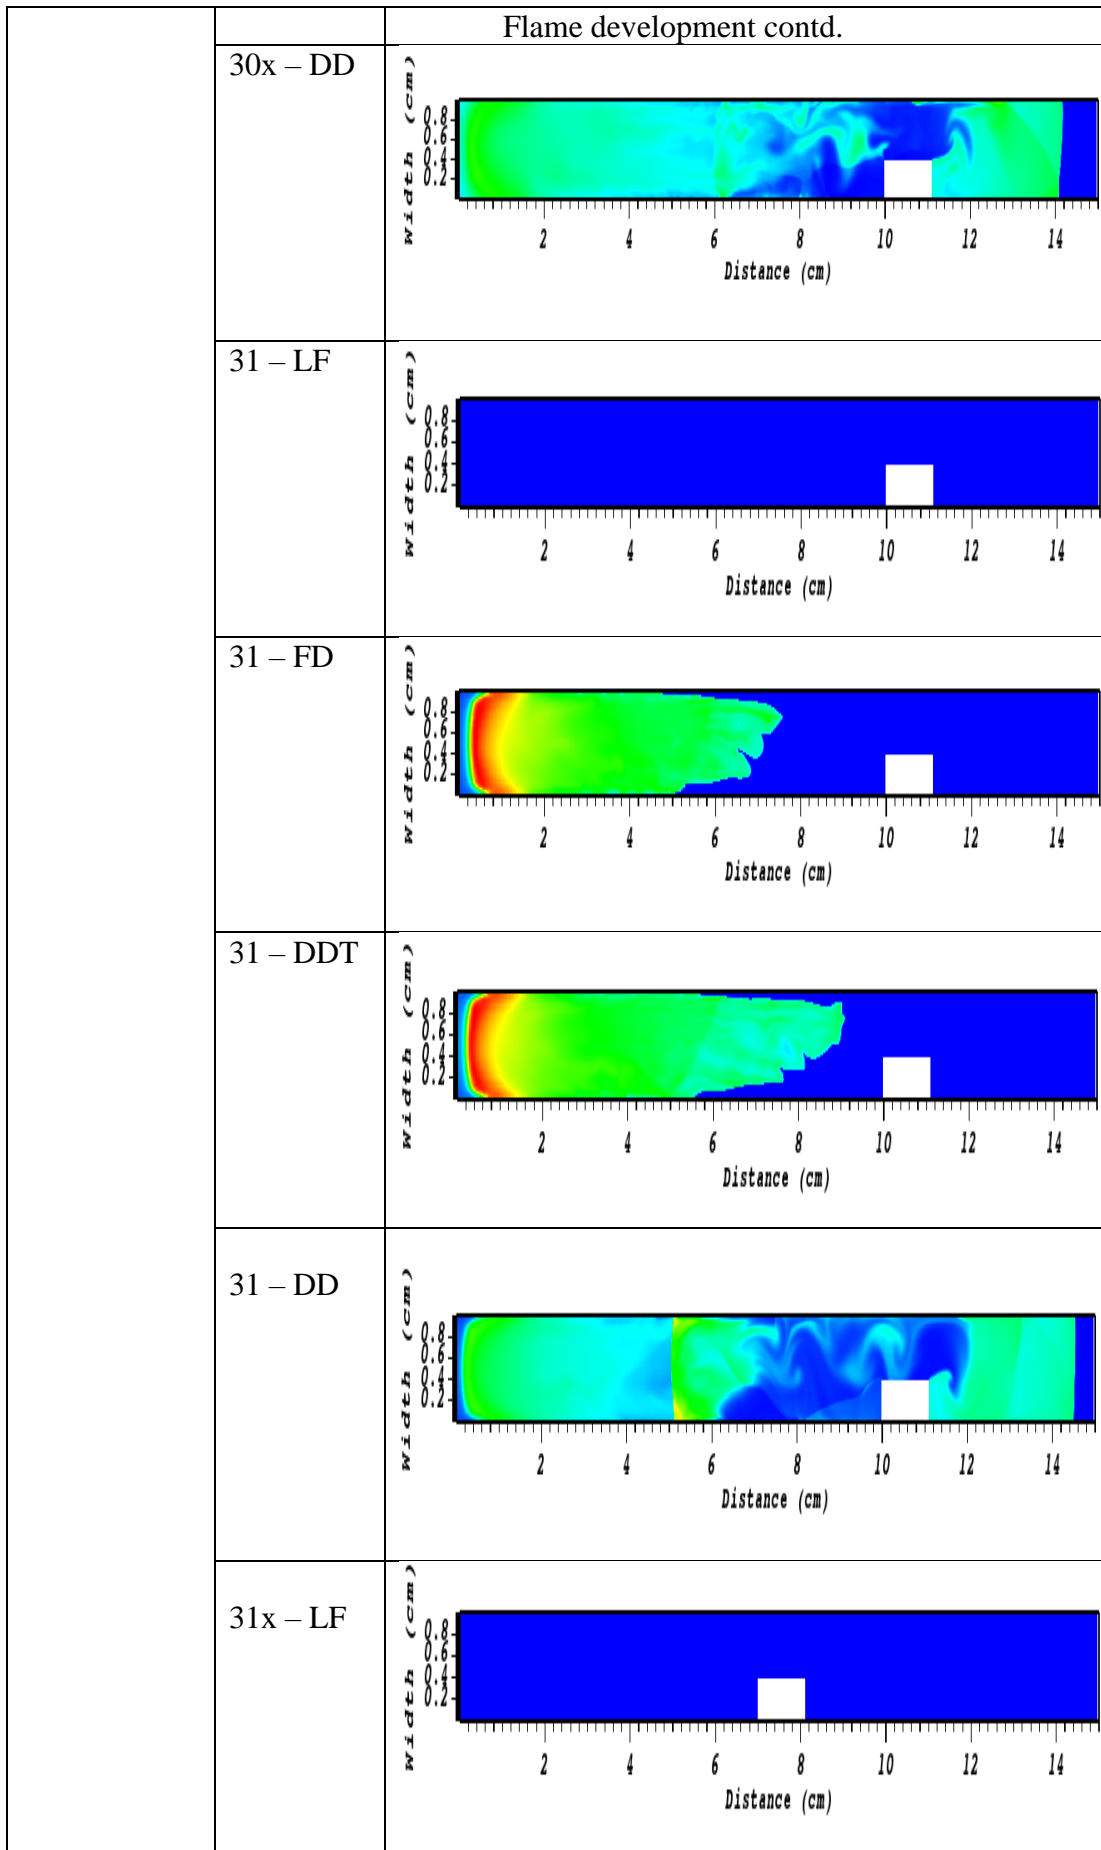 Flame development contd.
30x – DD
Width (cm)
0.8
0.6
0.4
0.2
2 4 6 8 10 12 14
Distance (cm)
31 – LF
Width (cm)
0.8
0.6
0.4
0.2
2 4 6 8 10 12 14
Distance (cm)
31 – FD
Width (cm)
0.8
0.6
0.4
0.2
2 4 6 8 10 12 14
Distance (cm)
31 – DDT
Width (cm)
0.8
0.6
0.4
0.2
2 4 6 8 10 12 14
Distance (cm)
31 – DD
Width (cm)
0.8
0.6
0.4
0.2
2 4 6 8 10 12 14
Distance (cm)
31x – LF
Width (cm)
0.8
0.6
0.4
0.2
2 4 6 8 10 12 14
Distance (cm)